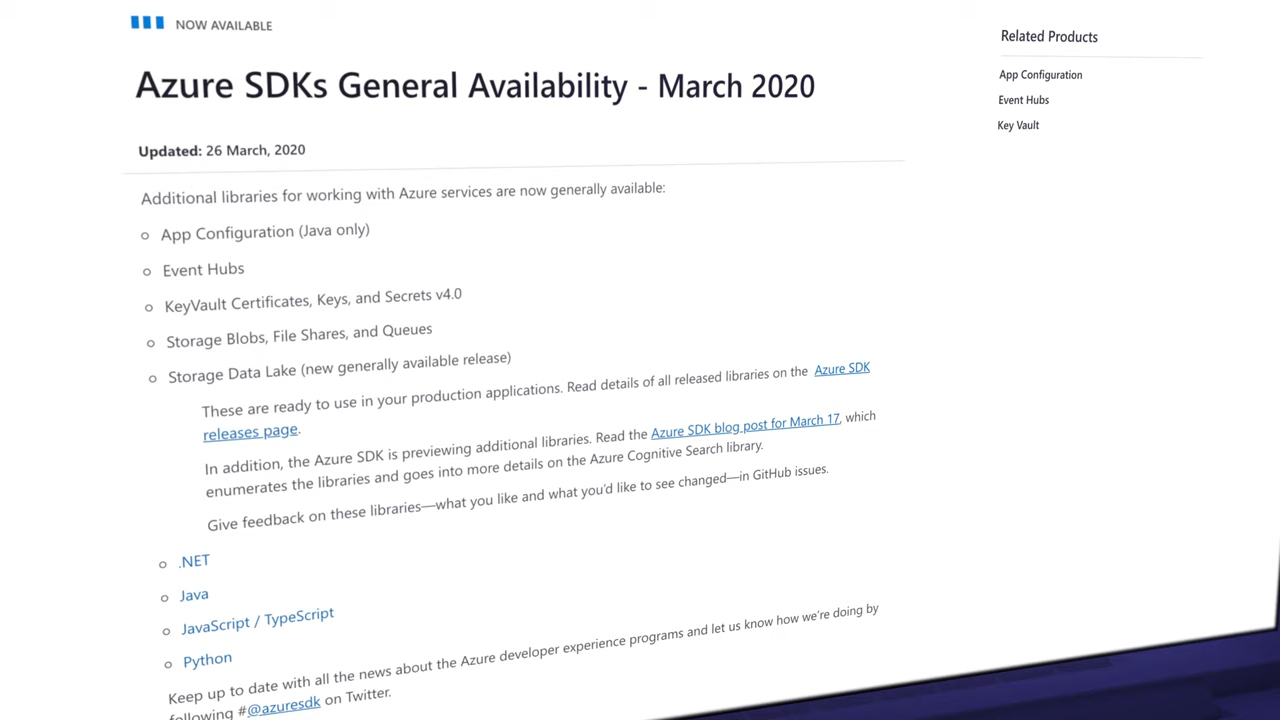 NOW AVAILABLE
Azure SDKs General Availability - March 2020
Updated: 26 March, 2020
Additional libraries for working with Azure services are now generally available:
App Configuration (Java only)
Event Hubs
KeyVault Certificates, Keys, and Secrets v4.0
Storage Blobs, File Shares, and Queues
Storage Data Lake (new generally available release)
These are ready to use in your production applications. Read details of all released libraries on the Azure SDK
releases page.
In addition, the Azure SDK is previewing additional libraries. Read the Azure SDK blog post for March 17, which
enumerates the libraries and goes into more details on the Azure Cognitive Search library.
Give feedback on these libraries—what you like and what you'd like to see changed—in GitHub issues.
.NET
Java
JavaScript / TypeScript
Python
Keep up to date with all the news about the Azure developer experience programs and let us know how we're doing by
following #@azuresdk on Twitter.
Related Products
App Configuration
Event Hubs
Key Vault